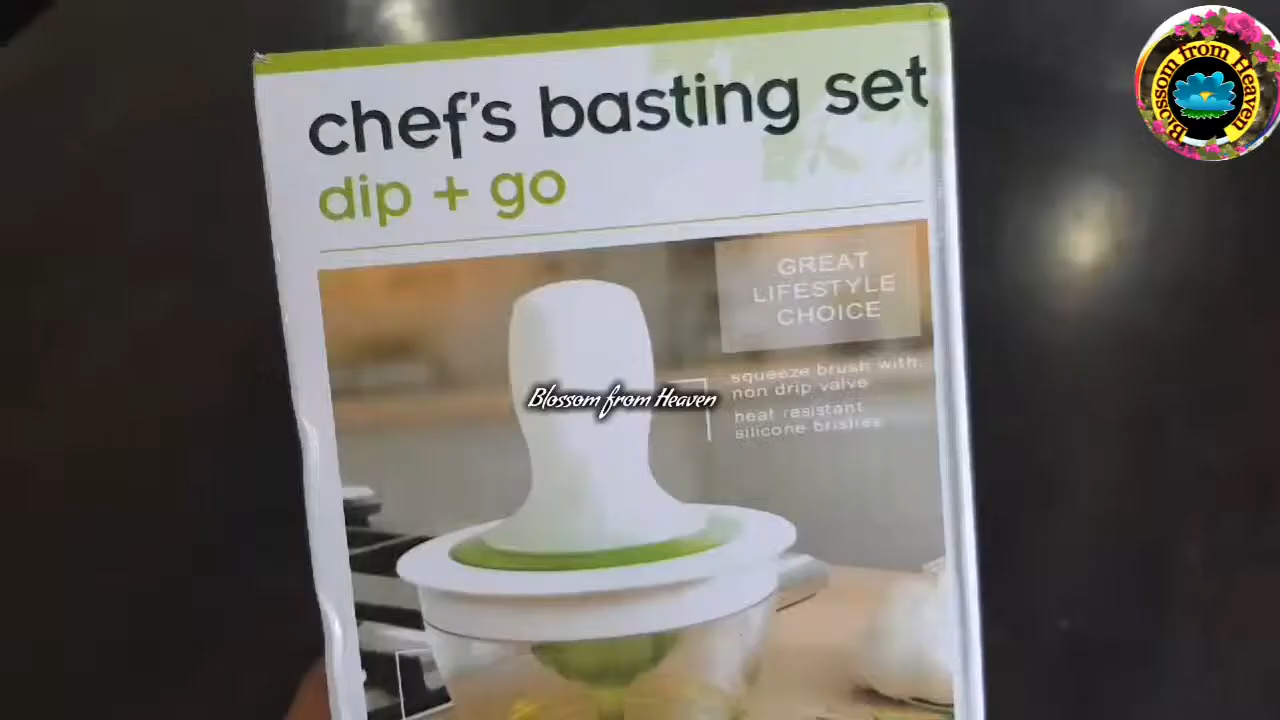 chef's basting set
dip + go
GREAT
LIFESTYLE
CHOICE
squeeze brush with
non drip valve
heat resistant
silicone bristles
Blossom from Heaven
Blossom from Heaven